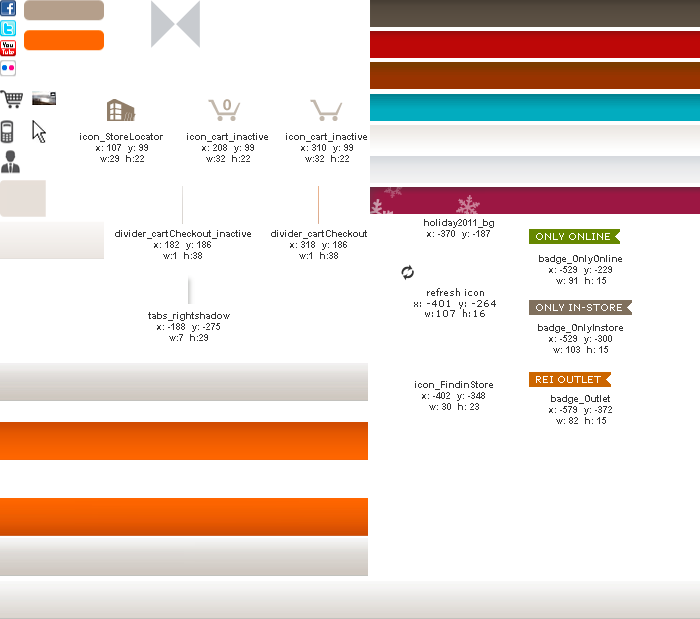 f
t
You
Tube
0
icon_StoreLocator
x: 107 y: 99
w:29 h:22
icon_cart_inactive
x: 208 y: 99
w:32 h:22
icon_cart_inactive
x: 310 y: 99
w:32 h:22
divider_cartCheckout_inactive
x: 182 y: 186
w:1 h:38
divider_cartCheckout
x: 318 y: 186
w:1 h:38
tabs_rightshadow
x: -188 y: -275
w:7 h:29
holiday2011_bg
x: -370 y: -187
ONLY ONLINE
badge_OnlyOnline
x: -529 y: -229
w: 91 h: 15
refresh icon
x: -401 y: -264
w:107 h:16
ONLY IN-STORE
badge_OnlyInstore
x: -529 y: -300
w: 103 h: 15
icon_FindinStore
x: -402 y: -348
w: 30 h: 23
REI OUTLET
badge_Outlet
x: -579 y: -372
w: 82 h: 15